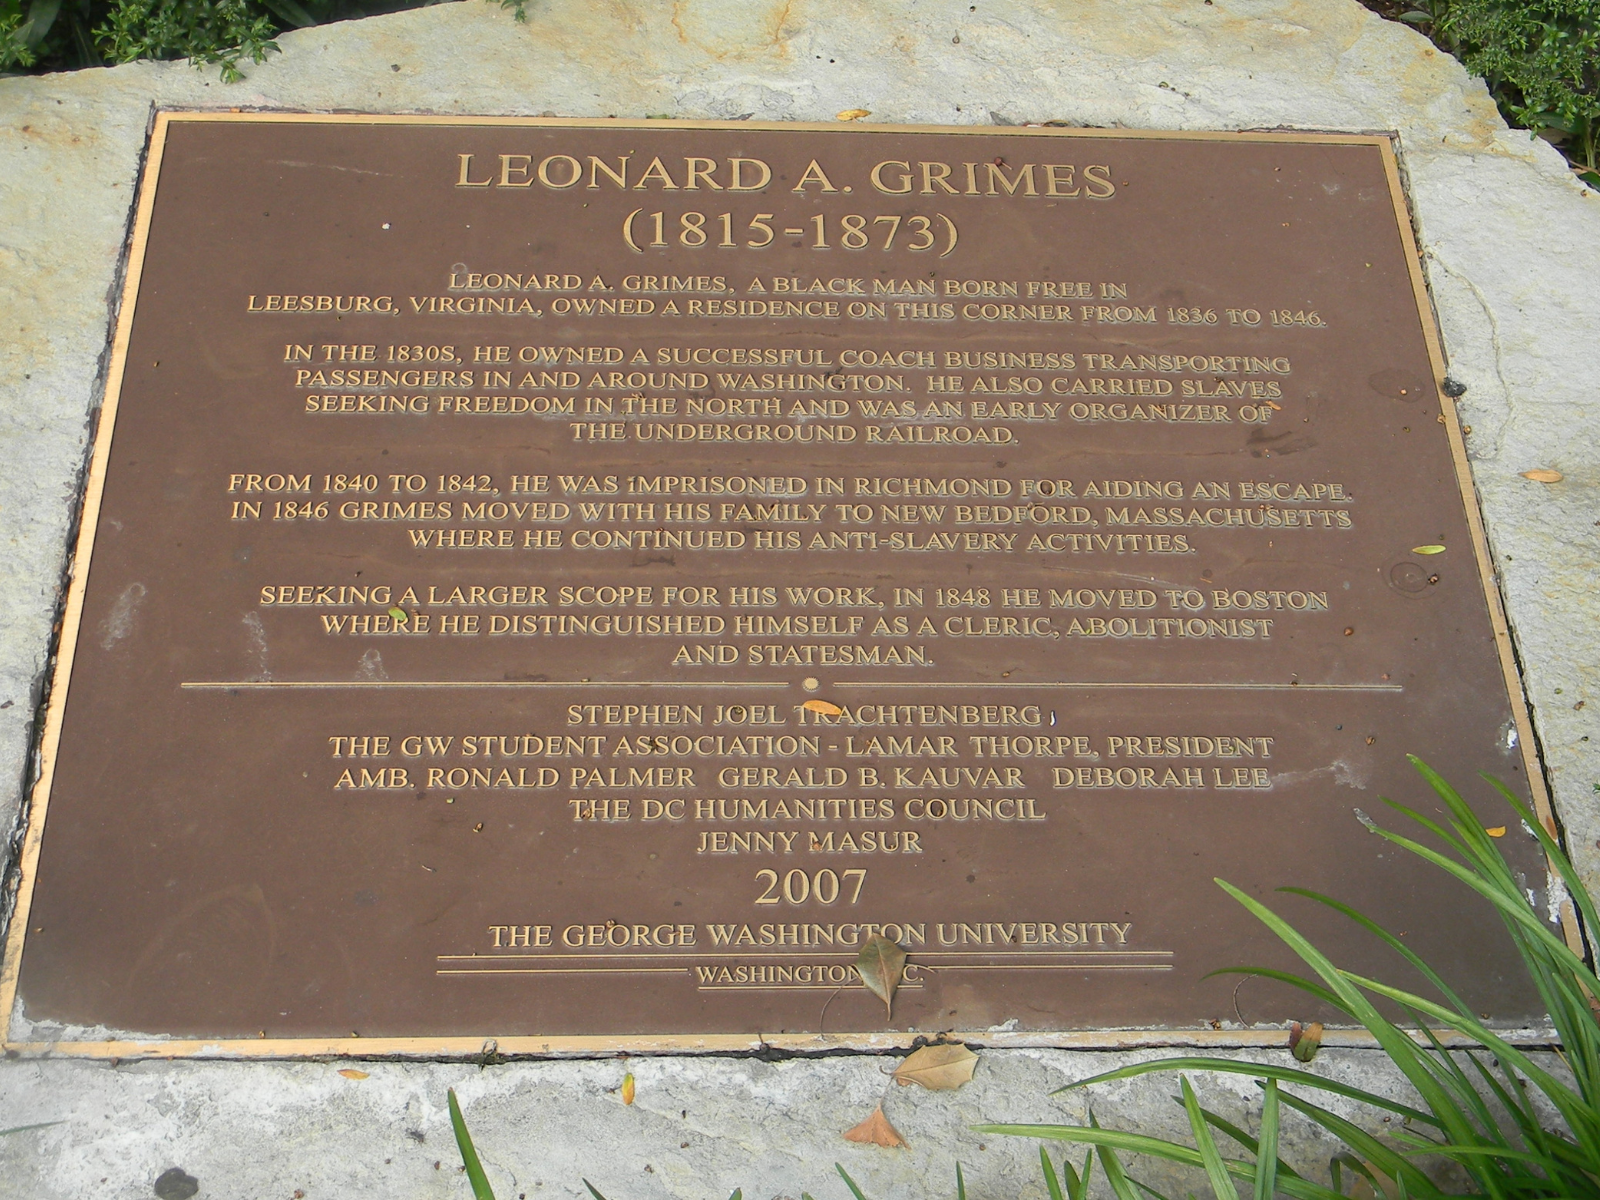 LEONARD A. GRIMES
(1815-1873)
LEONARD A. GRIMES, A BLACK MAN BORN FREE IN
LEESBURG, VIRGINIA, OWNED A RESIDENCE ON THIS CORNER FROM 1836 TO 1846.
IN THE 1830S, HE OWNED A SUCCESSFUL COACH BUSINESS TRANSPORTING
PASSENGERS IN AND AROUND WASHINGTON. HE ALSO CARRIED SLAVES
SEEKING FREEDOM IN THE NORTH AND WAS AN EARLY ORGANIZER OF
THE UNDERGROUND RAILROAD.
FROM 1840 TO 1842, HE WAS IMPRISONED IN RICHMOND FOR AIDING AN ESCAPE.
IN 1846 GRIMES MOVED WITH HIS FAMILY TO NEW BEDFORD, MASSACHUSETTS
WHERE HE CONTINUED HIS ANTI-SLAVERY ACTIVITIES.
SEEKING A LARGER SCOPE FOR HIS WORK, IN 1848 HE MOVED TO BOSTON
WHERE HE DISTINGUISHED HIMSELF AS A CLERIC, ABOLITIONIST
AND STATESMAN.
STEPHEN JOEL TRACHTENBERG
THE GW STUDENT ASSOCIATION - LAMAR THORPE, PRESIDENT
AMB. RONALD PALMER GERALD B. KAUVAR DEBORAH LEE
THE DC HUMANITIES COUNCIL
JENNY MASUR
2007
THE GEORGE WASHINGTON UNIVERSITY
WASHINGTON C.